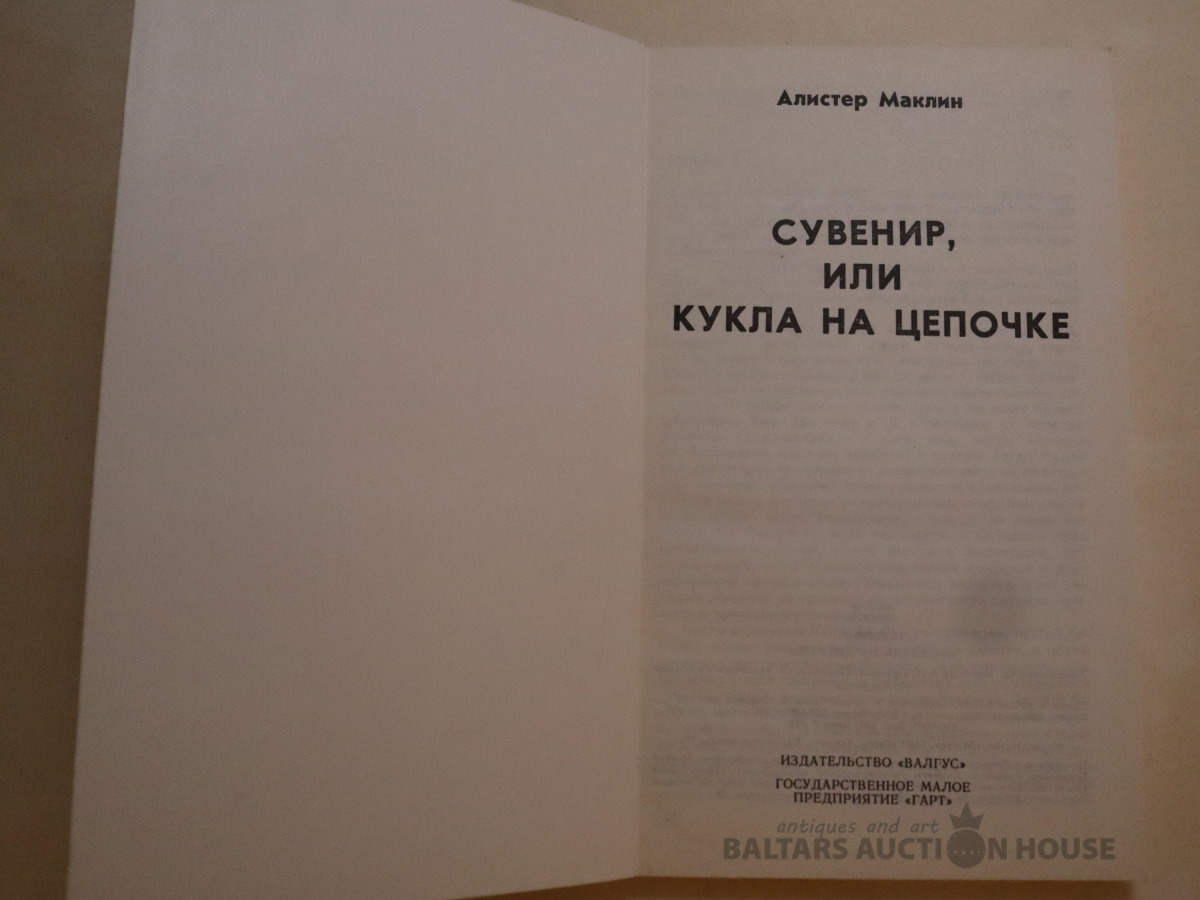 Алистер Маклин
СУВЕНИР,
ИЛИ
КУКЛА НА ЦЕПОЧКЕ
ИЗДАТЕЛЬСТВО «ВАЛГУС»
ГОСУДАРСТВЕННОЕ МАЛОЕ
ПРЕДПРИЯТИЕ «ГАРТ»
antiques and art
BALTARS AUCTION HOUSE